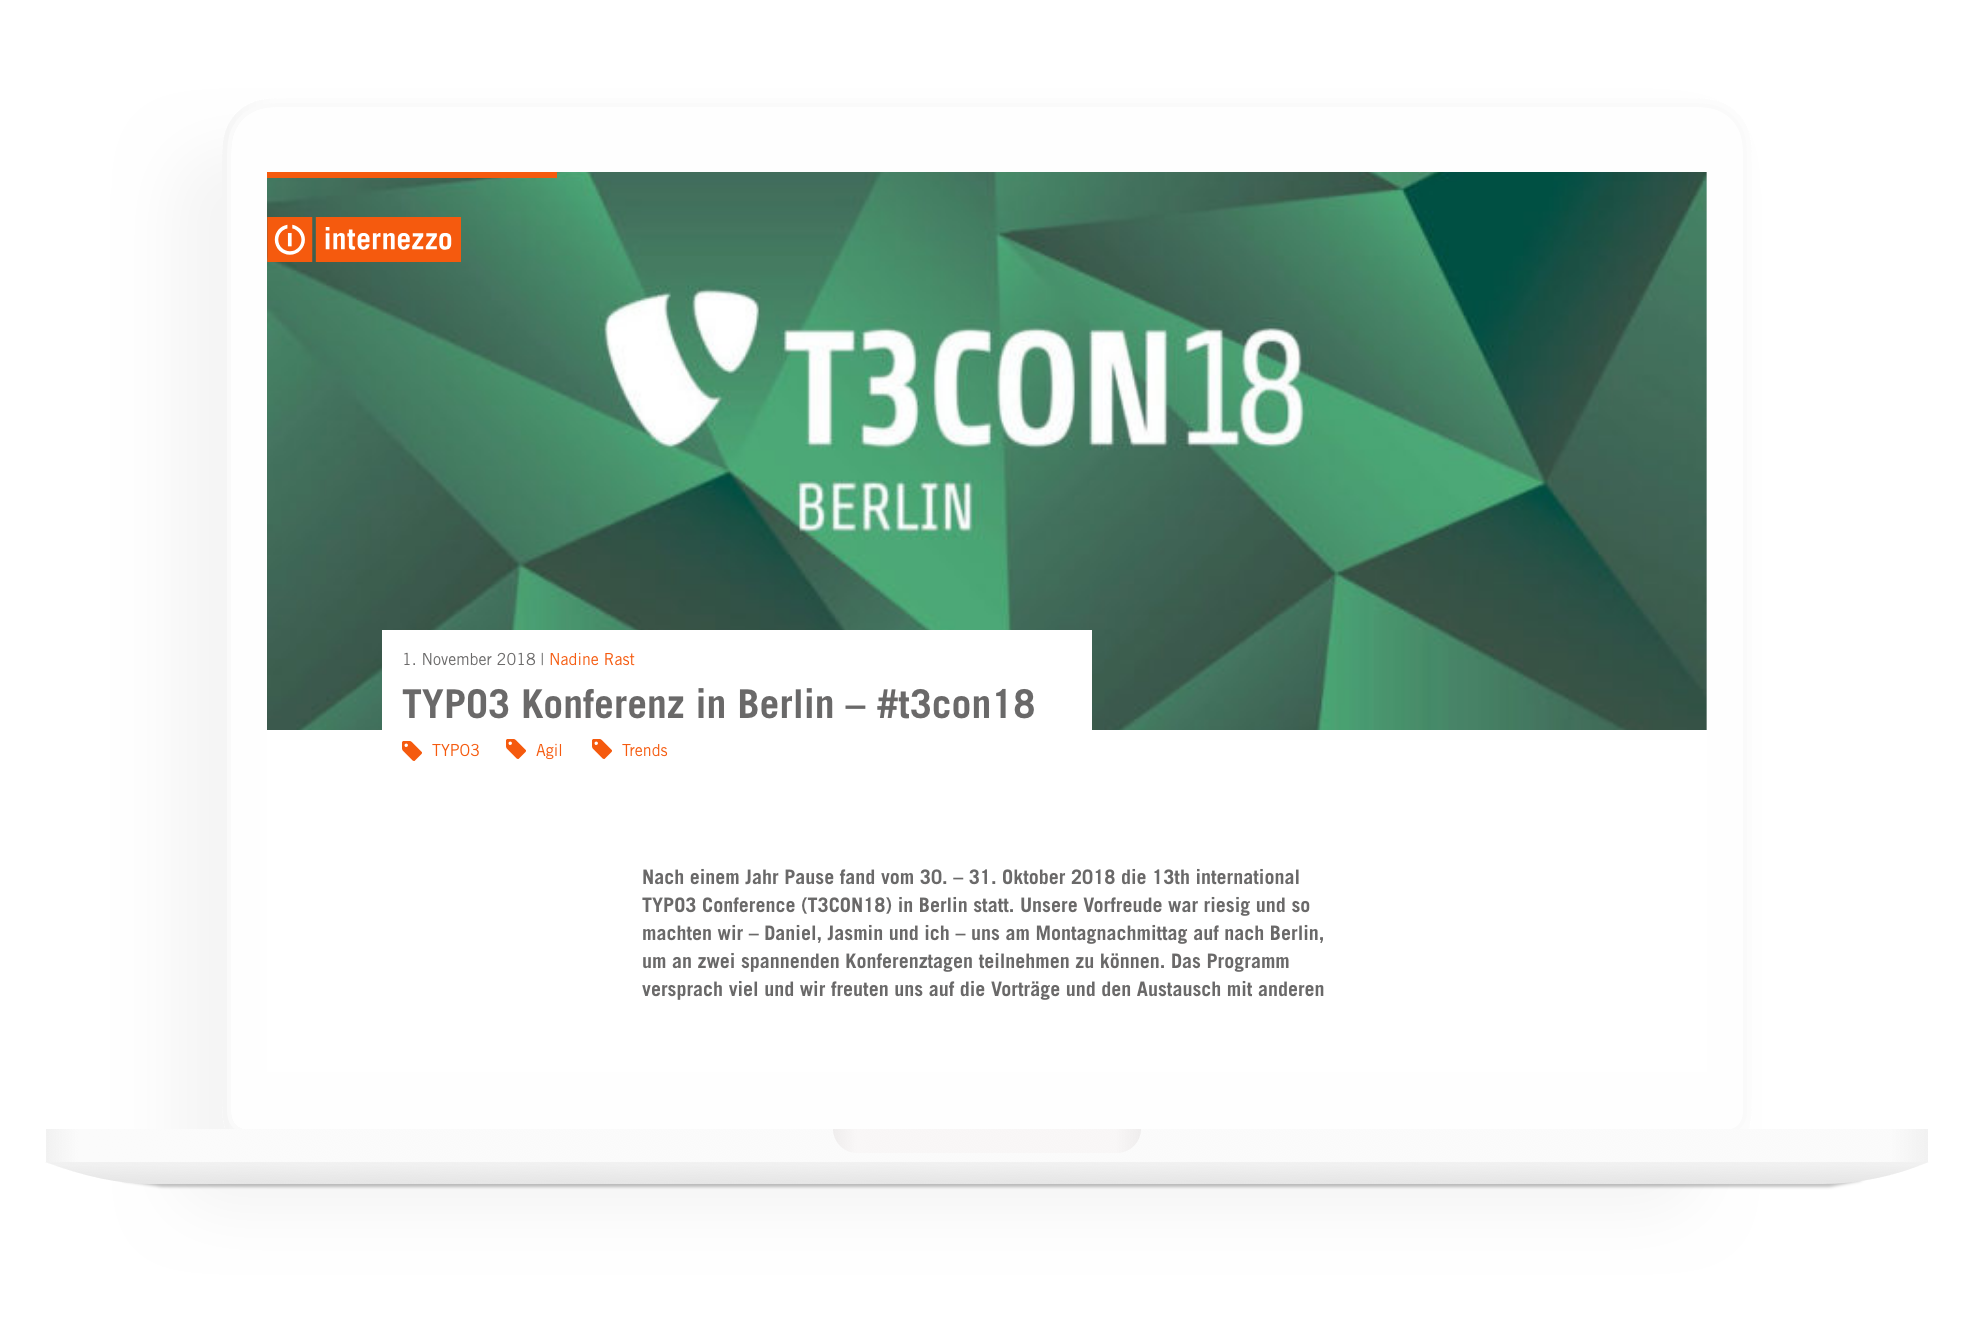 internezzo
T3CON18
BERLIN
1. November 2018 | Nadine Rast
TYPO3 Konferenz in Berlin – #t3con18
TYPO3 Agil Trends
Nach einem Jahr Pause fand vom 30. – 31. Oktober 2018 die 13th international
TYPO3 Conference (T3CON18) in Berlin statt. Unsere Vorfreude war riesig und so
machten wir – Daniel, Jasmin und ich – uns am Montagnachmittag auf nach Berlin,
um an zwei spannenden Konferenztagen teilnehmen zu können. Das Programm
versprach viel und wir freuten uns auf die Vorträge und den Austausch mit anderen